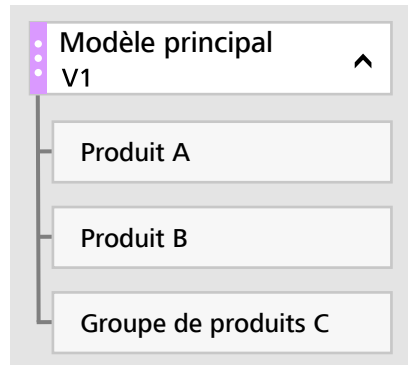 Modèle principal
V1
Produit A
Produit B
Groupe de produits C